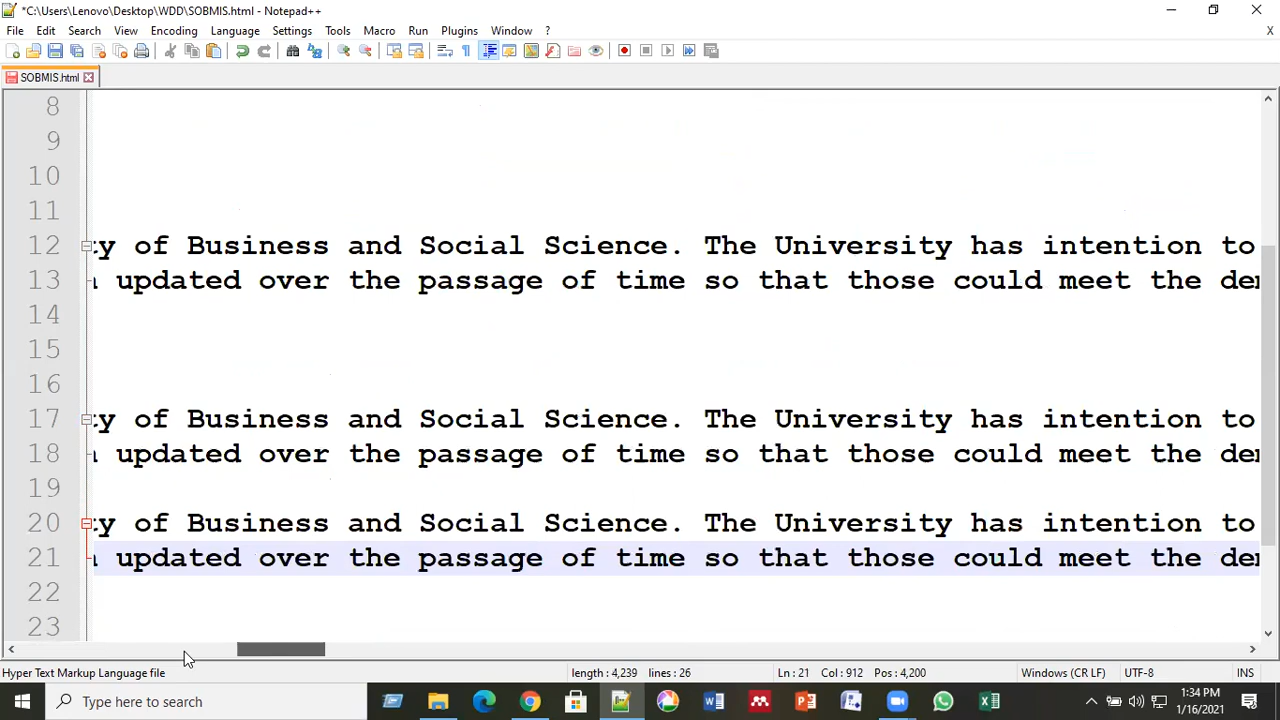 *C:\Users\Lenovo\Desktop\WDD\SOBMIS.html - Notepad++
File Edit Search View Encoding Language Settings Tools Macro Run Plugins Window ? X
SOBMIS.html
8
9
10
11
12 ty of Business and Social Science. The University has intention to
13 updated over the passage of time so that those could meet the
14
15
16
17 ty of Business and Social Science. The University has intention to
18 updated over the passage of time so that those could meet the
19
20 ty of Business and Social Science. The University has intention to
21 updated over the passage of time so that those could meet the
22
23
Hyper Text Markup Language file length : 4,239 lines : 26 Ln : 21 Col : 912 Pos : 4,200 Windows (CR LF) UTF-8 INS
Type here to search
1:34 PM
1/16/2021